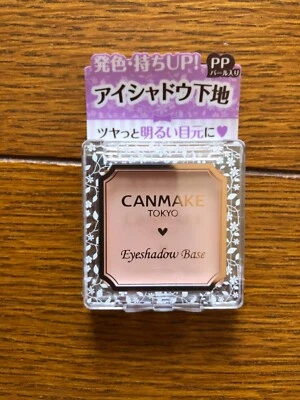 発色・持ちUP!
PP
パール入り
アイシャドウ下地
ツヤっと明るい目元に♥
CANMAKE
TOKYO
♥
Eyeshadow Base